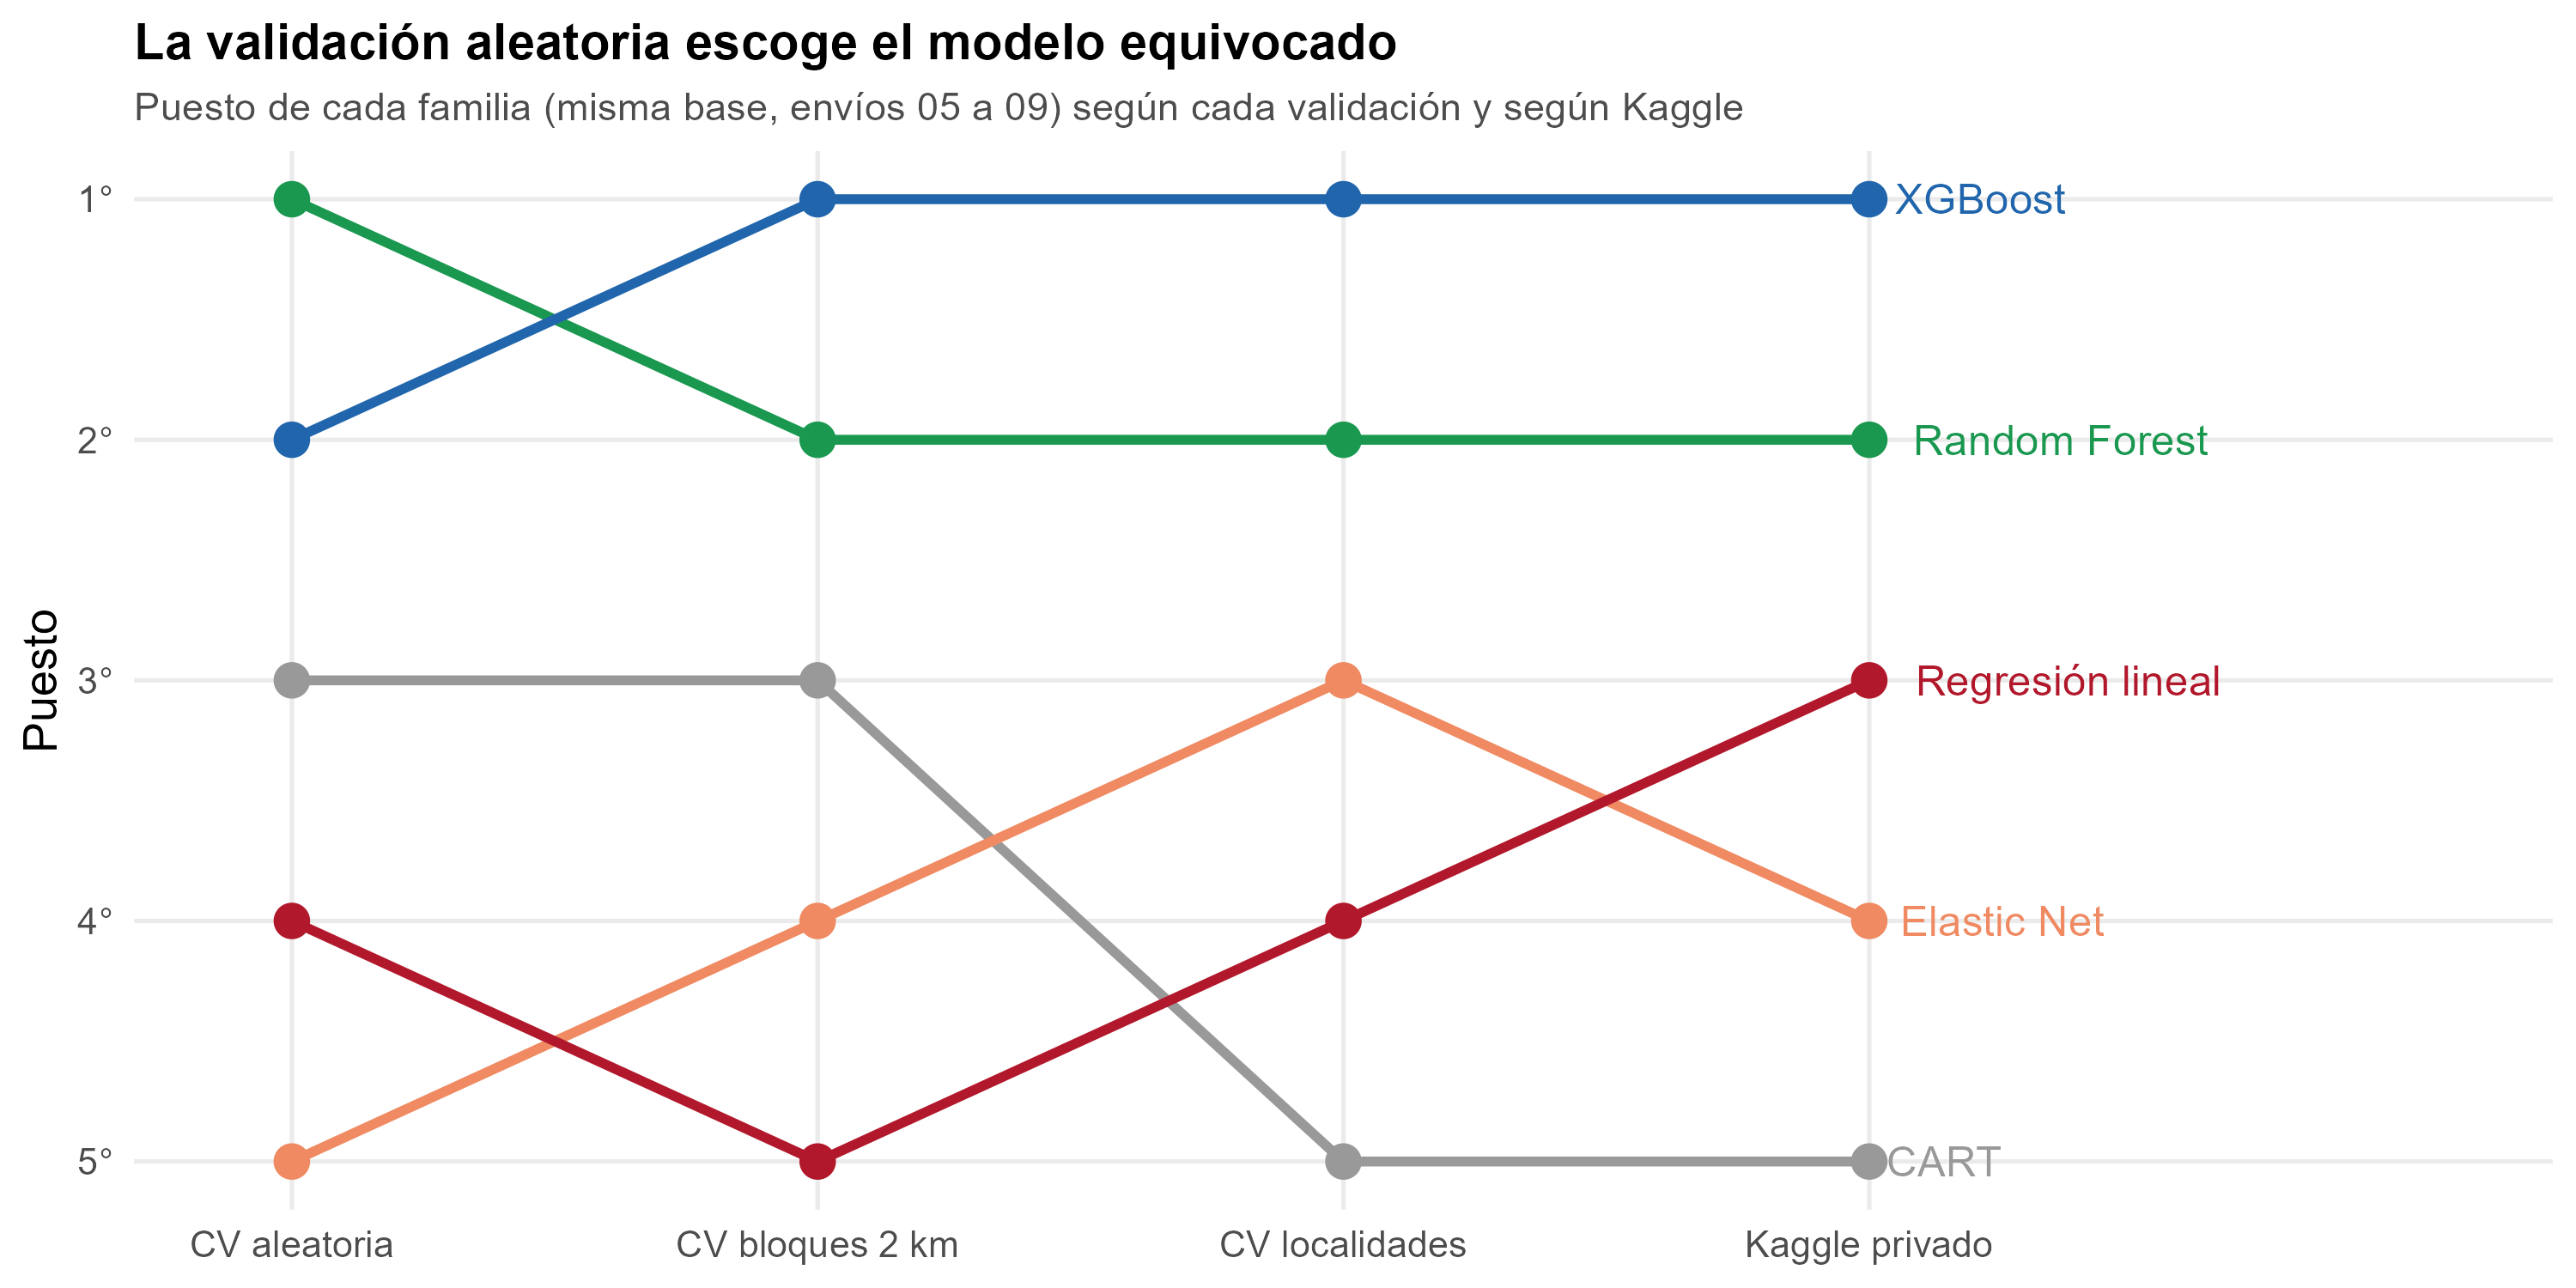 La validación aleatoria escoge el modelo equivocado
Puesto de cada familia (misma base, envíos 05 a 09) según cada validación y según Kaggle
Puesto
1°
2°
3°
4°
5°
XGBoost
Random Forest
Regresión lineal
Elastic Net
CART
CV aleatoria
CV bloques 2 km
CV localidades
Kaggle privado